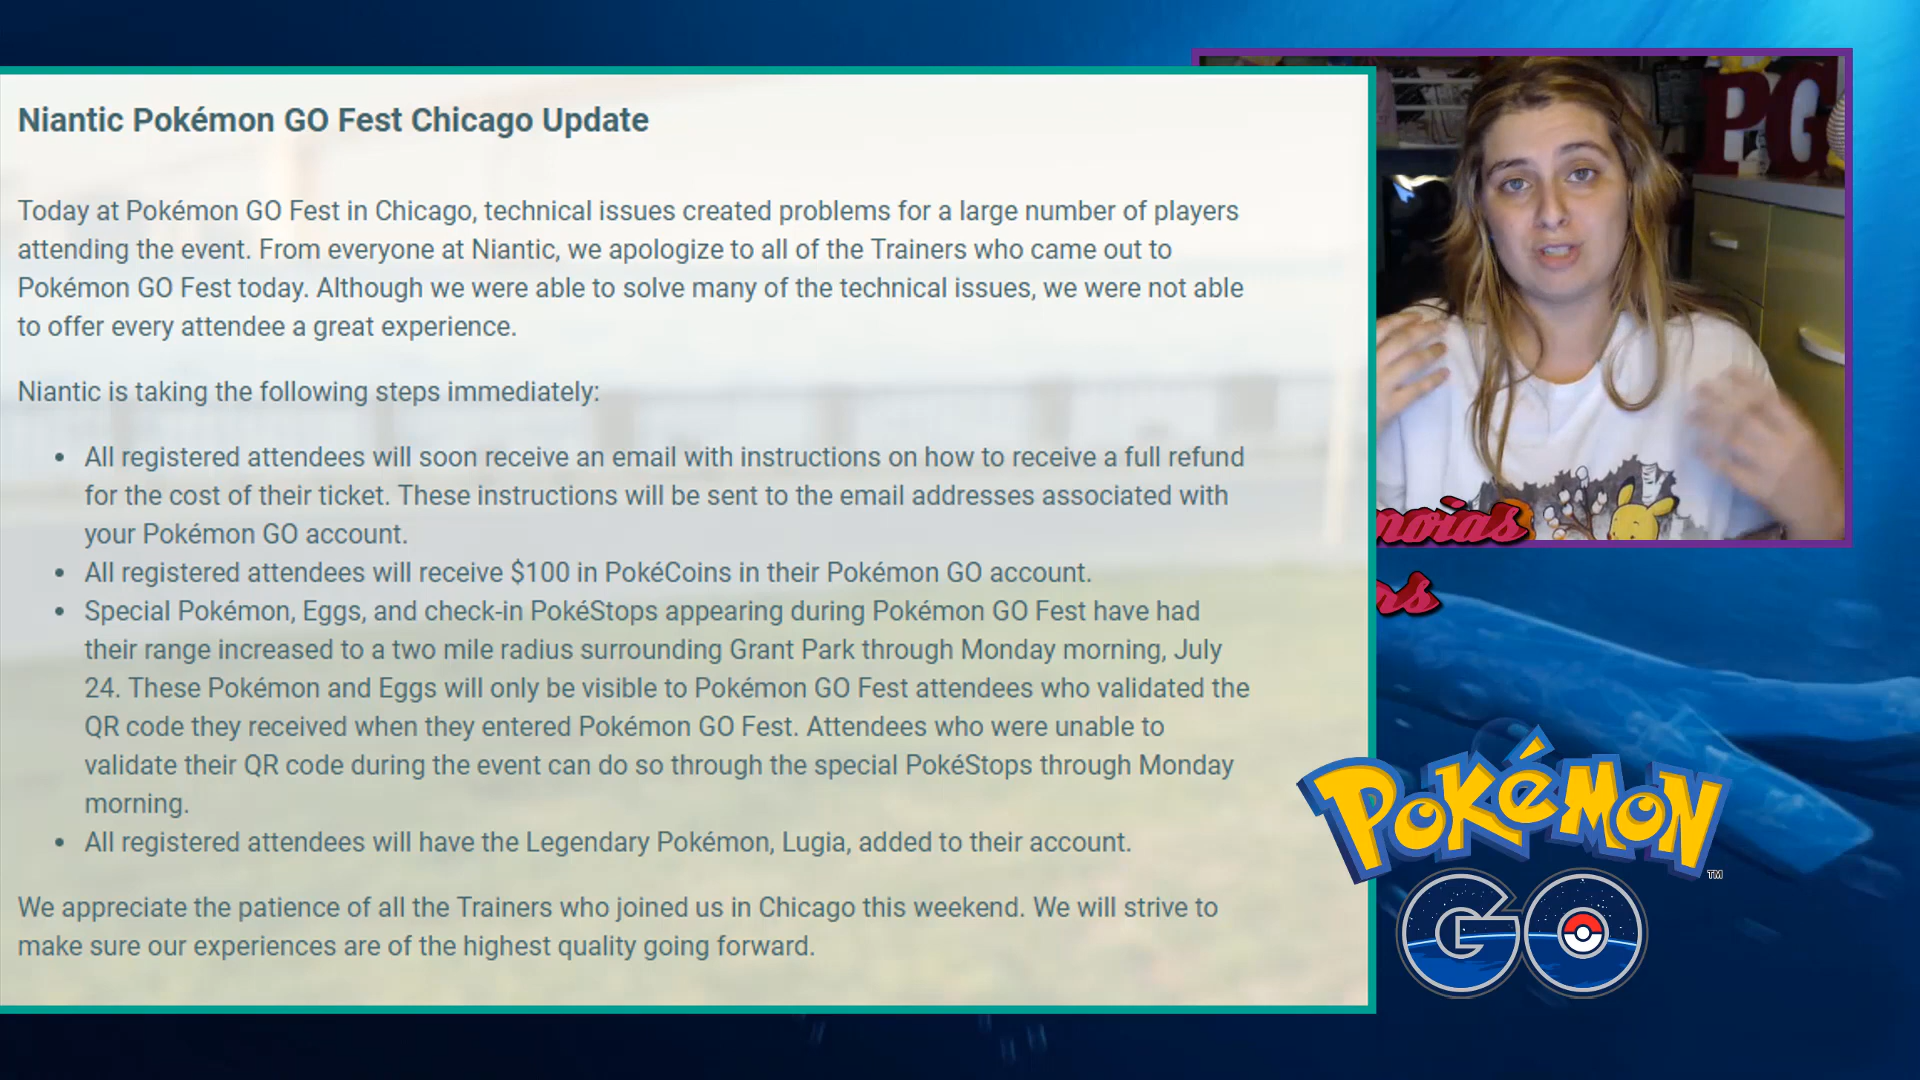 Niantic Pokémon GO Fest Chicago Update
Today at Pokémon GO Fest in Chicago, technical issues created problems for a large number of players
attending the event. From everyone at Niantic, we apologize to all of the Trainers who came out to
Pokémon GO Fest today. Although we were able to solve many of the technical issues, we were not able
to offer every attendee a great experience.
Niantic is taking the following steps immediately:
• All registered attendees will soon receive an email with instructions on how to receive a full refund
for the cost of their ticket. These instructions will be sent to the email addresses associated with
your Pokémon GO account.
• All registered attendees will receive $100 in PokéCoins in their Pokémon GO account.
• Special Pokémon, Eggs, and check-in PokéStops appearing during Pokémon GO Fest have had
their range increased to a two mile radius surrounding Grant Park through Monday morning, July
24. These Pokémon and Eggs will only be visible to Pokémon GO Fest attendees who validated the
QR code they received when they entered Pokémon GO Fest. Attendees who were unable to
validate their QR code during the event can do so through the special PokéStops through Monday
morning.
• All registered attendees will have the Legendary Pokémon, Lugia, added to their account.
We appreciate the patience of all the Trainers who joined us in Chicago this weekend. We will strive to
make sure our experiences are of the highest quality going forward.
PG
noias
rs
POKéMON
TM
GO